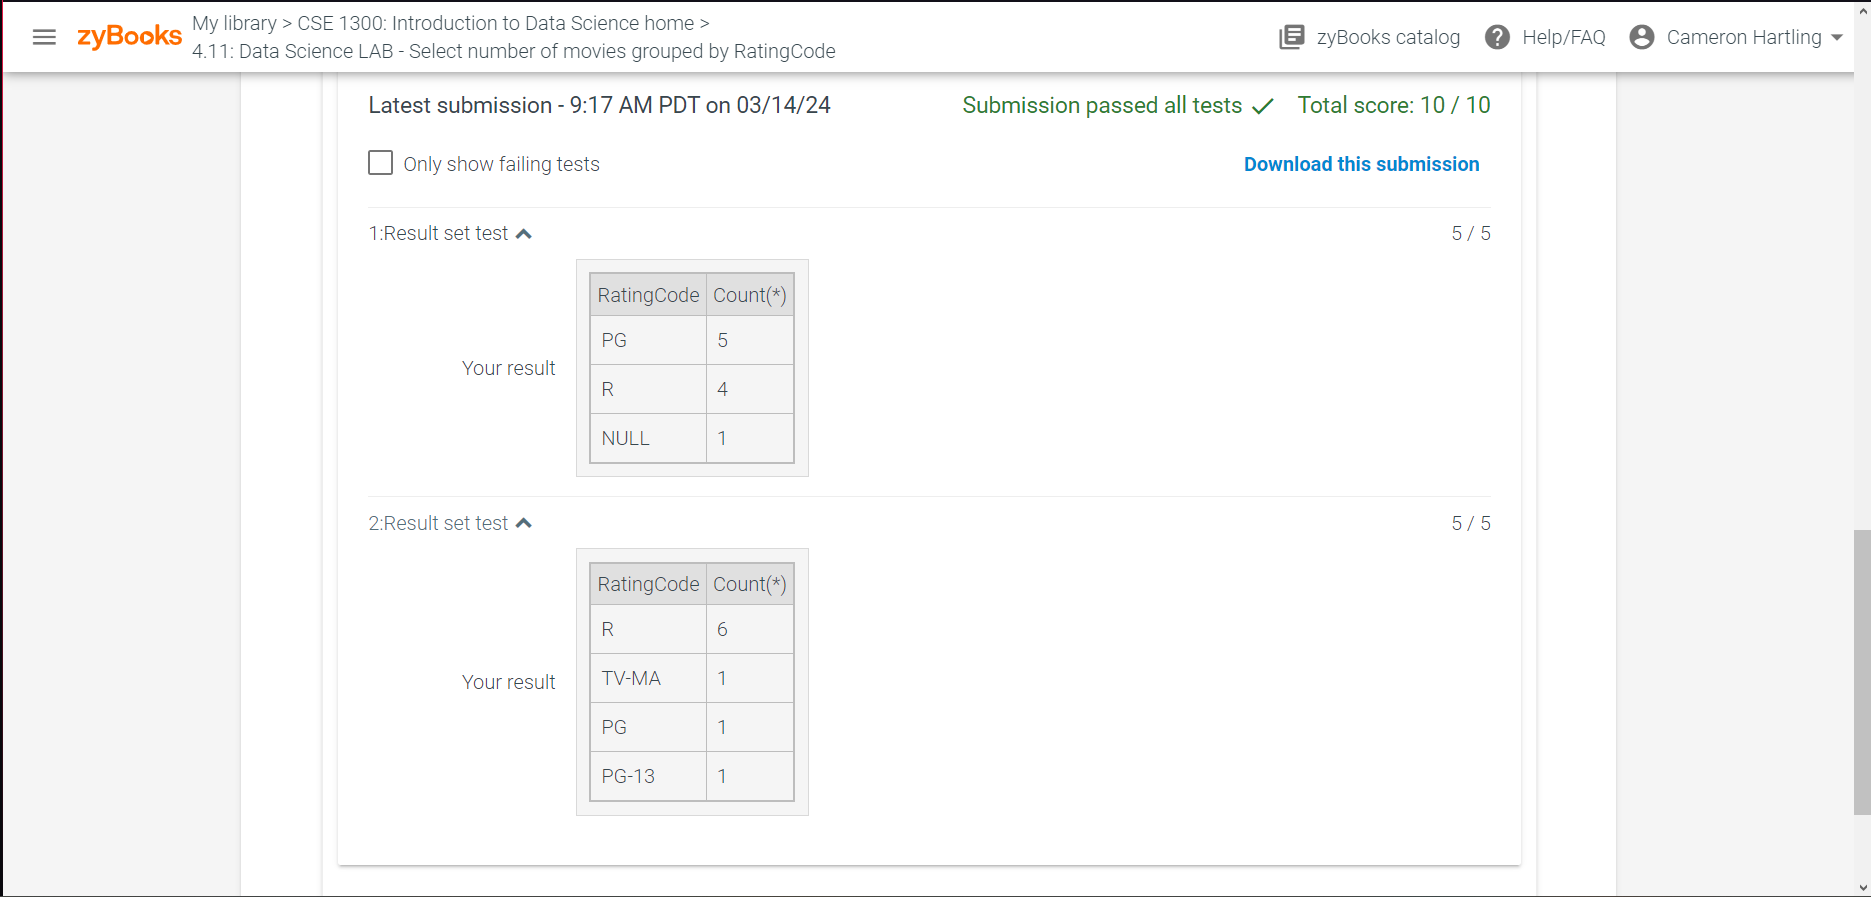 zyBooks
My library > CSE 1300: Introduction to Data Science home >
4.11: Data Science LAB - Select number of movies grouped by RatingCode
zyBooks catalog
Help/FAQ
Cameron Hartling
Latest submission - 9:17 AM PDT on 03/14/24
Submission passed all tests
Total score: 10 / 10
Only show failing tests
Download this submission
1:Result set test
5 / 5
Your result
RatingCode Count(*)
PG 5
R 4
NULL 1
2:Result set test
5 / 5
Your result
RatingCode Count(*)
R 6
TV-MA 1
PG 1
PG-13 1